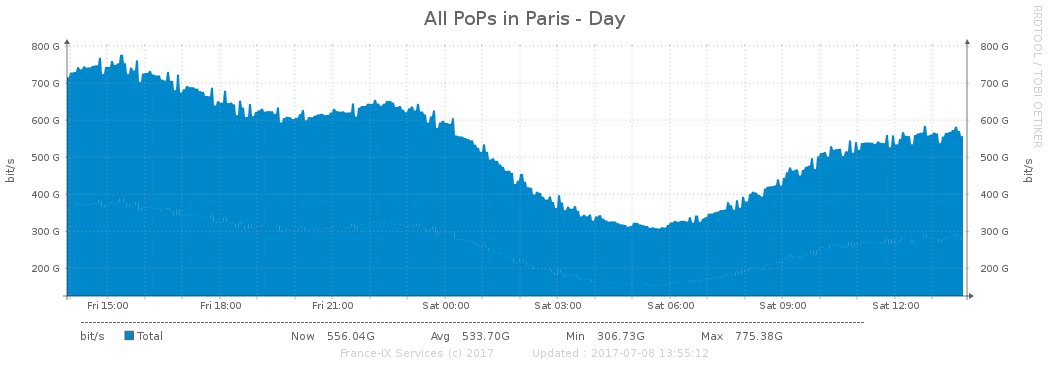 All PoPs in Paris - Day
RRDTOOL / TOBI OETIKER
bit/s
800 G
700 G
600 G
500 G
400 G
300 G
200 G
800 G
700 G
600 G
500 G
400 G
300 G
200 G
bit/s
Fri 15:00 Fri 18:00 Fri 21:00 Sat 00:00 Sat 03:00 Sat 06:00 Sat 09:00 Sat 12:00
bit/s Total Now 556.04G Avg 533.70G Min 306.73G Max 775.38G
France-IX Services (c) 2017 Updated : 2017-07-08 13:55:12